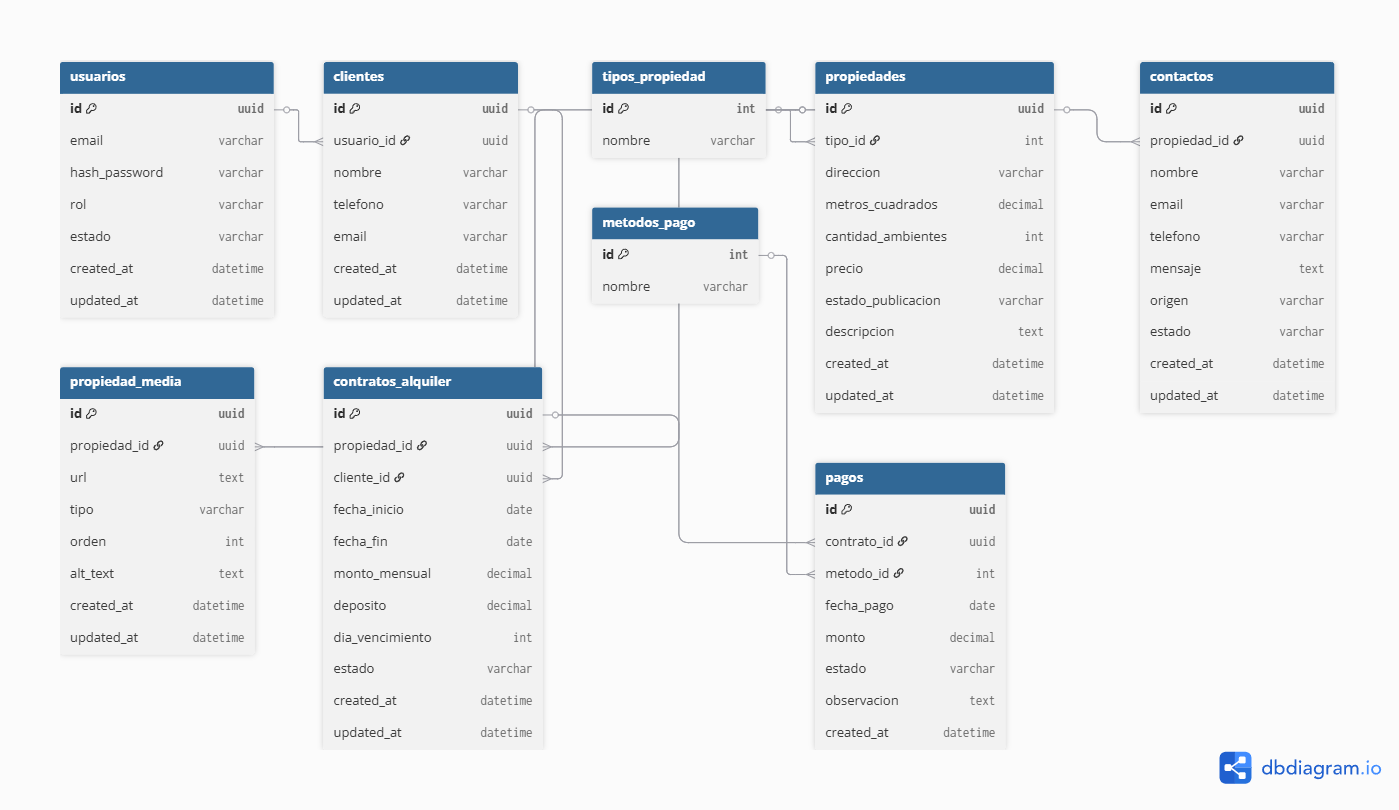 usuarios
id uuid
email varchar
hash_password varchar
rol varchar
estado varchar
created_at datetime
updated_at datetime
clientes
id uuid
usuario_id uuid
nombre varchar
telefono varchar
email varchar
created_at datetime
updated_at datetime
tipos_propiedad
id int
nombre varchar
metodos_pago
id int
nombre varchar
propiedades
id uuid
tipo_id int
direccion varchar
metros_cuadrados decimal
cantidad_ambientes int
precio decimal
estado_publicacion varchar
descripcion text
created_at datetime
updated_at datetime
contactos
id uuid
propiedad_id uuid
nombre varchar
email varchar
telefono varchar
mensaje text
origen varchar
estado varchar
created_at datetime
updated_at datetime
propiedad_media
id uuid
propiedad_id uuid
url text
tipo varchar
orden int
alt_text text
created_at datetime
updated_at datetime
contratos_alquiler
id uuid
propiedad_id uuid
cliente_id uuid
fecha_inicio date
fecha_fin date
monto_mensual decimal
deposito decimal
dia_vencimiento int
estado varchar
created_at datetime
updated_at datetime
pagos
id uuid
contrato_id uuid
metodo_id int
fecha_pago date
monto decimal
estado varchar
observacion text
created_at datetime
dbdiagram.io